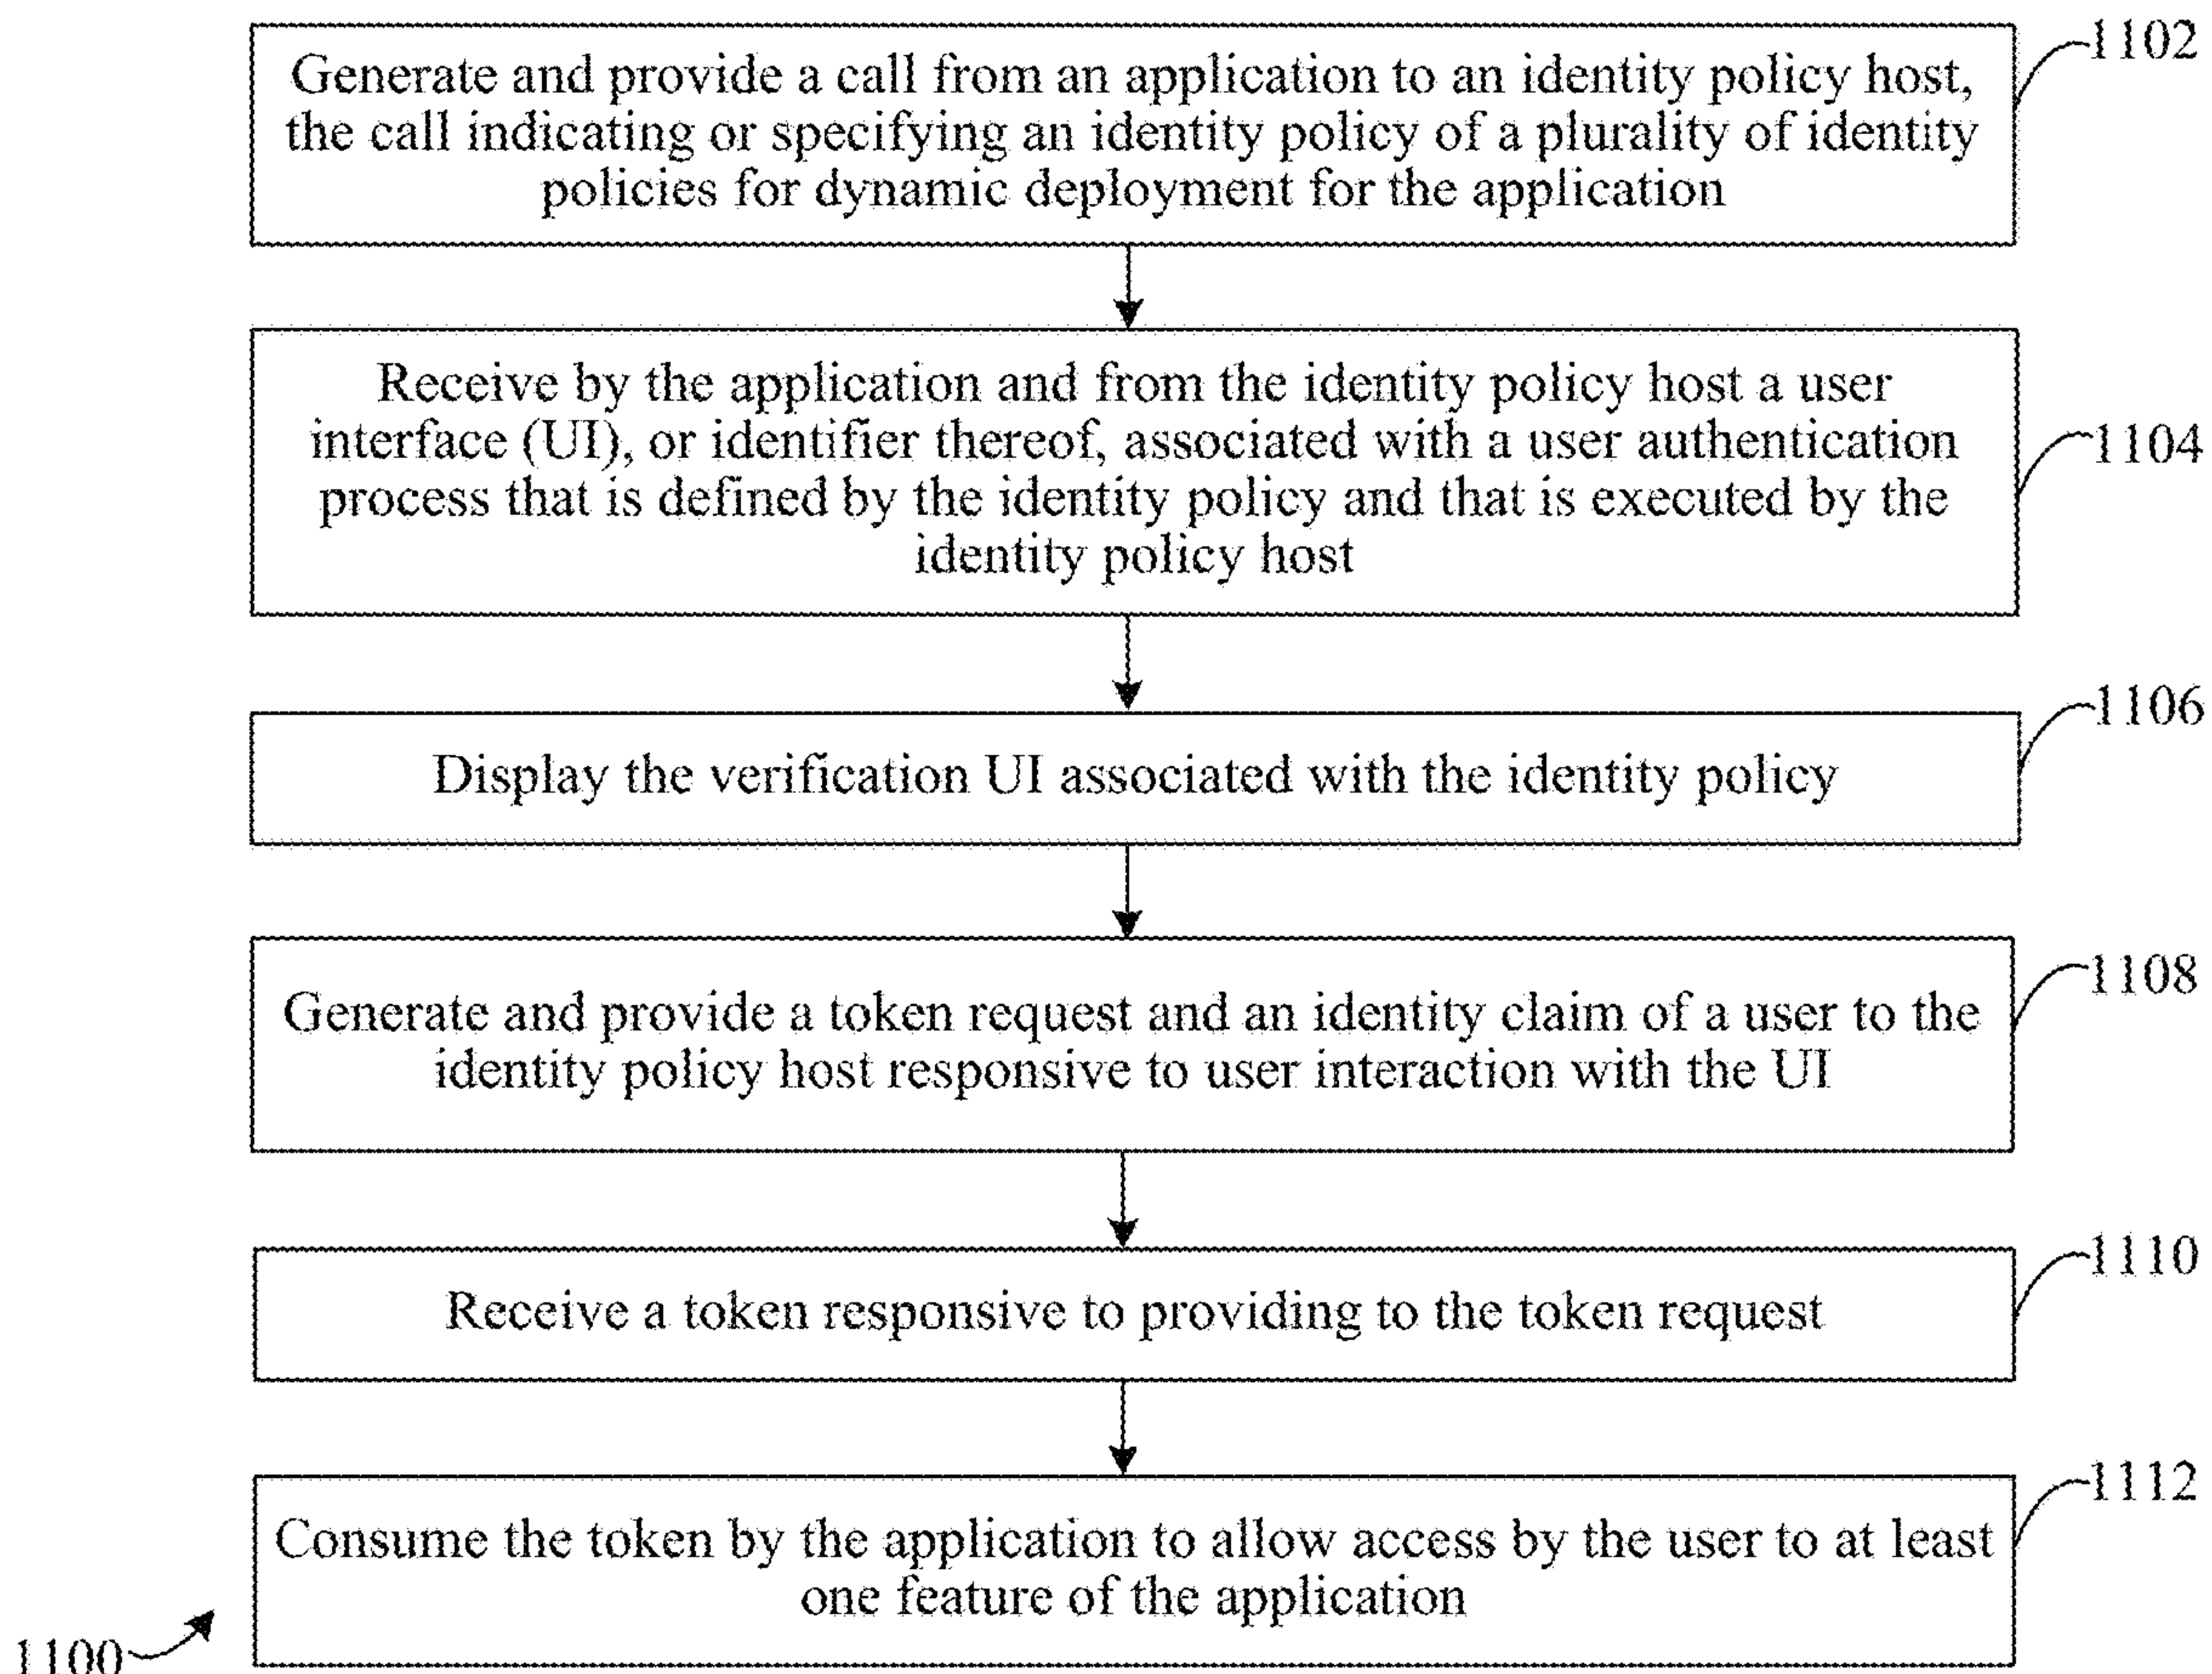 Generate and provide a call from an application to an identity policy host,
the call indicating or specifying an identity policy of a plurality of identity
policies for dynamic deployment for the application
1102
Receive by the application and from the identity policy host a user
interface (UI), or identifier thereof, associated with a user authentication
process that is defined by the identity policy and that is executed by the
identity policy host
1104
Display the verification UI associated with the identity policy
1106
Generate and provide a token request and an identity claim of a user to the
identity policy host responsive to user interaction with the UI
1108
Receive a token responsive to providing to the token request
1110
Consume the token by the application to allow access by the user to at least
one feature of the application
1112
1100